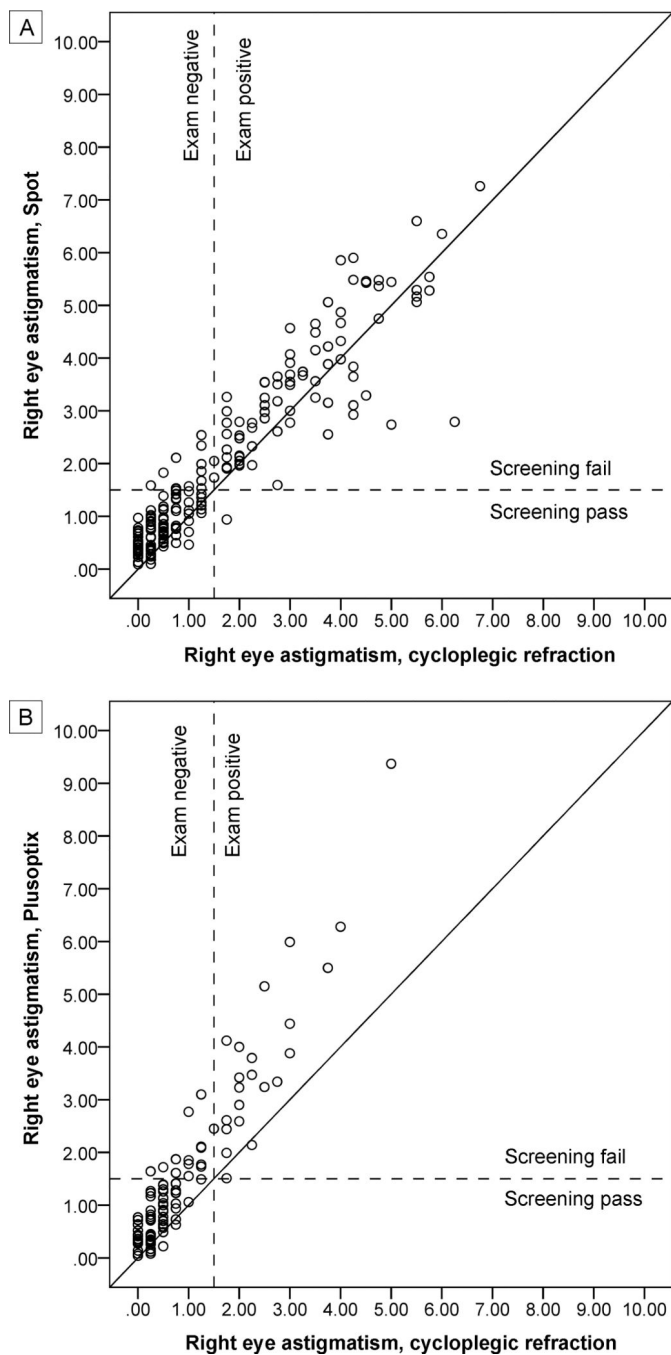 A
Right eye astigmatism, Spot
10.00
9.00
8.00
7.00
6.00
5.00
4.00
3.00
2.00
1.00
.00
Exam negative
Exam positive
Screening fail
Screening pass
.00 1.00 2.00 3.00 4.00 5.00 6.00 7.00 8.00 9.00 10.00
Right eye astigmatism, cycloplegic refraction
B
Right eye astigmatism, Plusoptix
10.00
9.00
8.00
7.00
6.00
5.00
4.00
3.00
2.00
1.00
.00
Exam negative
Exam positive
Screening fail
Screening pass
.00 1.00 2.00 3.00 4.00 5.00 6.00 7.00 8.00 9.00 10.00
Right eye astigmatism, cycloplegic refraction